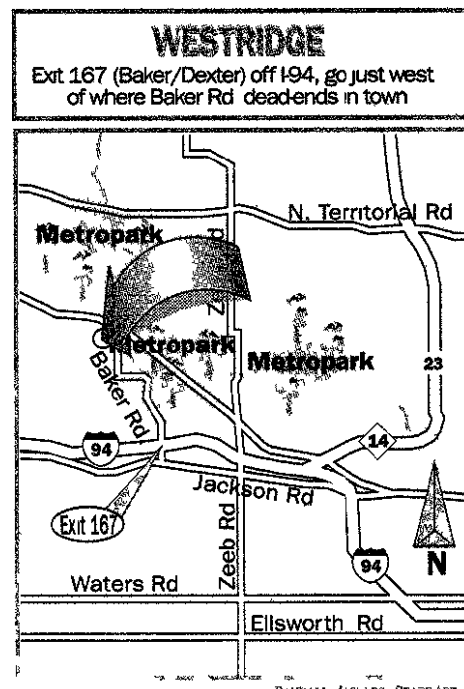 WESTRIDGE
Exit 167 (Baker/Dexter) off I-94, go just west
of where Baker Rd dead-ends in town
N. Territorial Rd
Metropark
Metropark
Metropark
23
Baker Rd
94
14
Jackson Rd
Exit 167
Zeeb Rd
94
N
Waters Rd
Ellsworth Rd